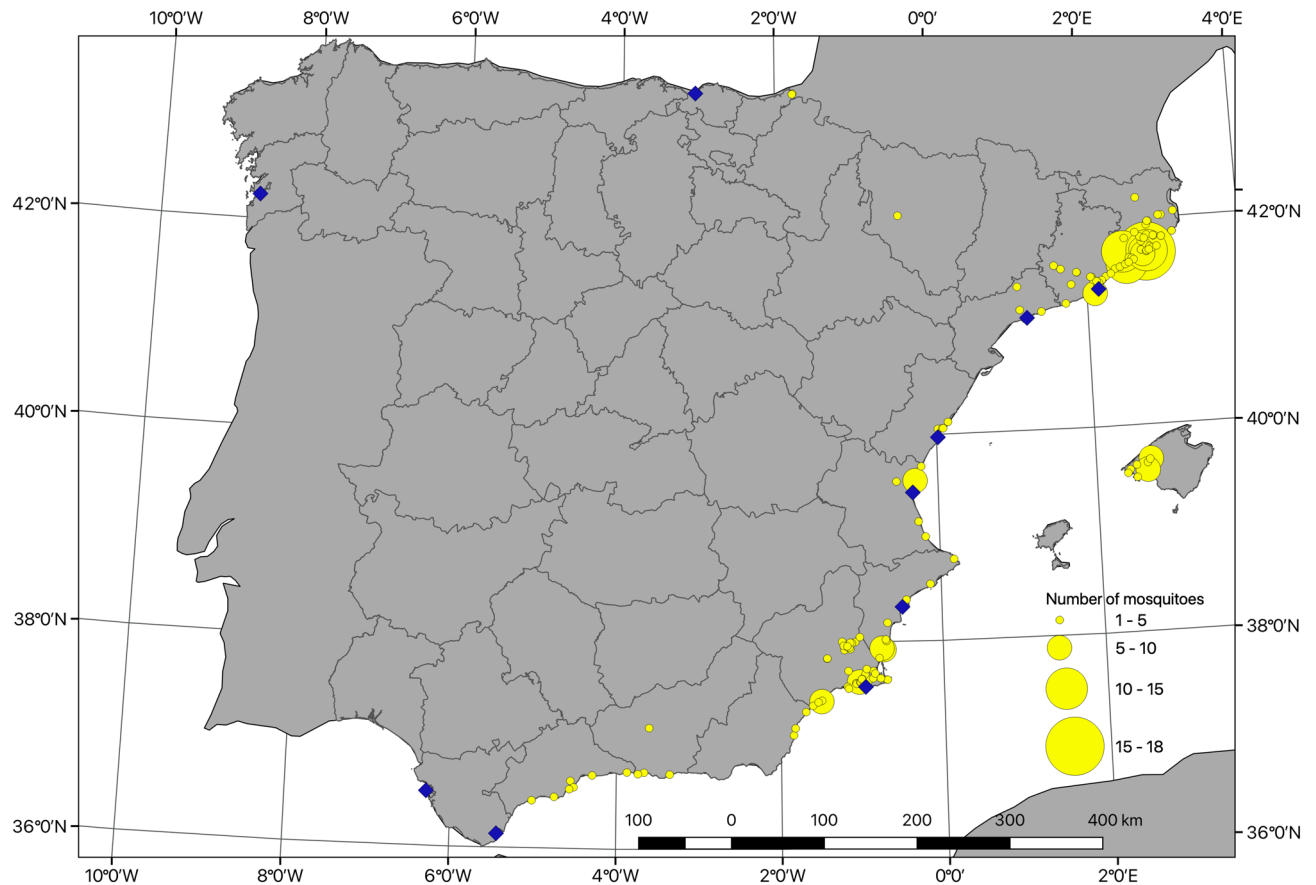 10°0′W 8°0′W 6°0′W 4°0′W 2°0′W 0°0′ 2°0′E 4°0′E
42°0′N 42°0′N
40°0′N 40°0′N
38°0′N 38°0′N
Number of mosquitoes
1 - 5
5 - 10
10 - 15
15 - 18
100 0 100 200 300 400 km
36°0′N 36°0′N
10°0′W 8°0′W 6°0′W 4°0′W 2°0′W 0°0′ 2°0′E